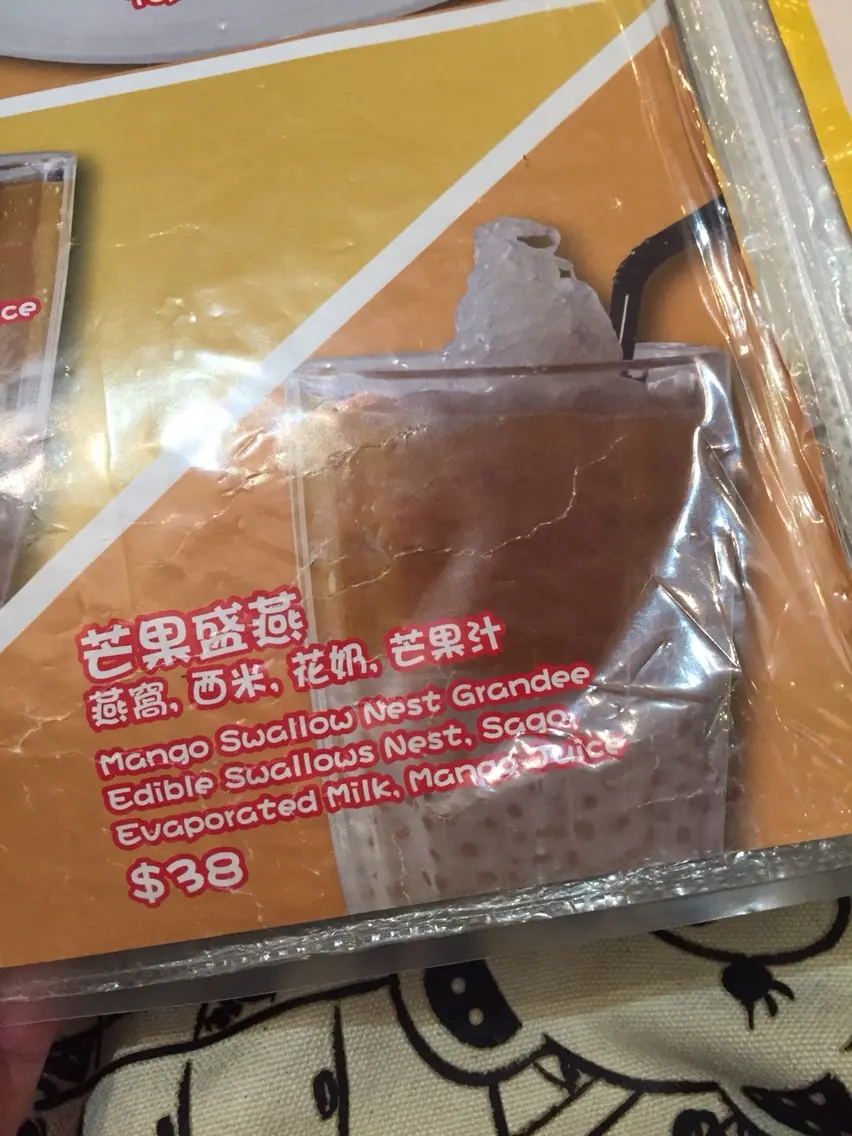 ce
芒果盛燕
燕窩, 西米, 花奶, 芒果汁
Mango Swallow Nest Grandee
Edible Swallows Nest, Sago,
Evaporated Milk, Mango Juice
$38